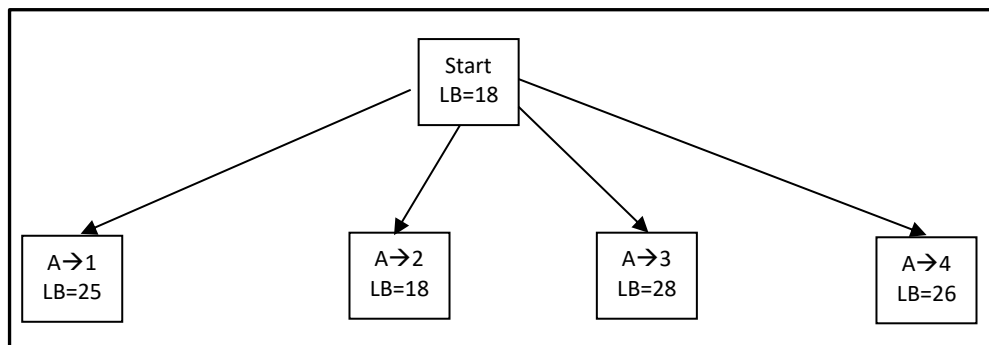 Start
LB=18
A→1
LB=25
A→2
LB=18
A→3
LB=28
A→4
LB=26